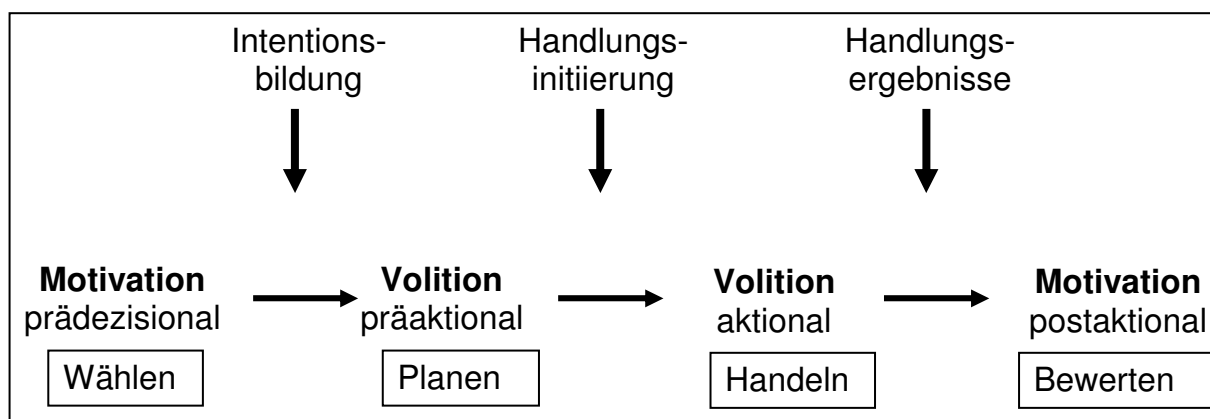 Intentions-
bildung
Handlungs-
initiierung
Handlungs-
ergebnisse
Motivation
prädezisional
Wählen
Volition
präaktional
Planen
Volition
aktional
Handeln
Motivation
postaktional
Bewerten